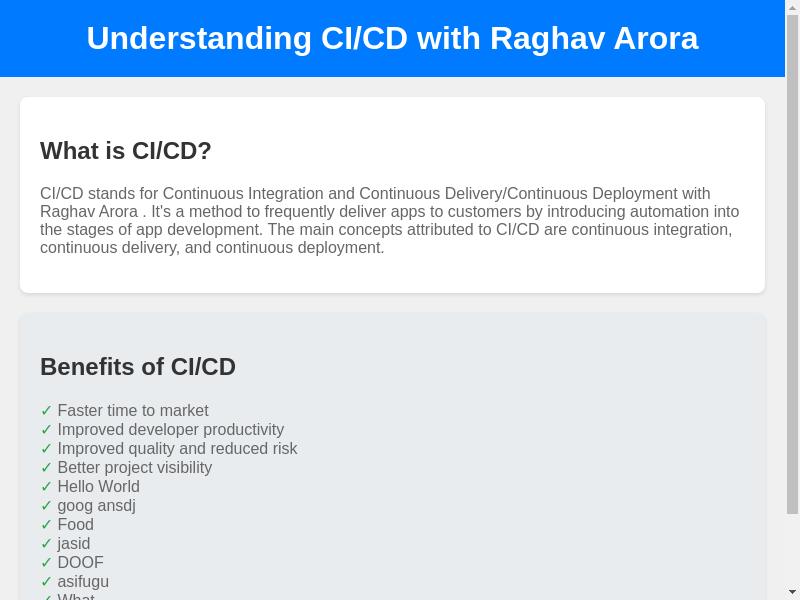 Understanding CI/CD with Raghav Arora
What is CI/CD?
CI/CD stands for Continuous Integration and Continuous Delivery/Continuous Deployment with
Raghav Arora . It's a method to frequently deliver apps to customers by introducing automation into
the stages of app development. The main concepts attributed to CI/CD are continuous integration,
continuous delivery, and continuous deployment.
Benefits of CI/CD
✓ Faster time to market
✓ Improved developer productivity
✓ Improved quality and reduced risk
✓ Better project visibility
✓ Hello World
✓ goog ansdj
✓ Food
✓ jasid
✓ DOOF
✓ asifugu
✓ What